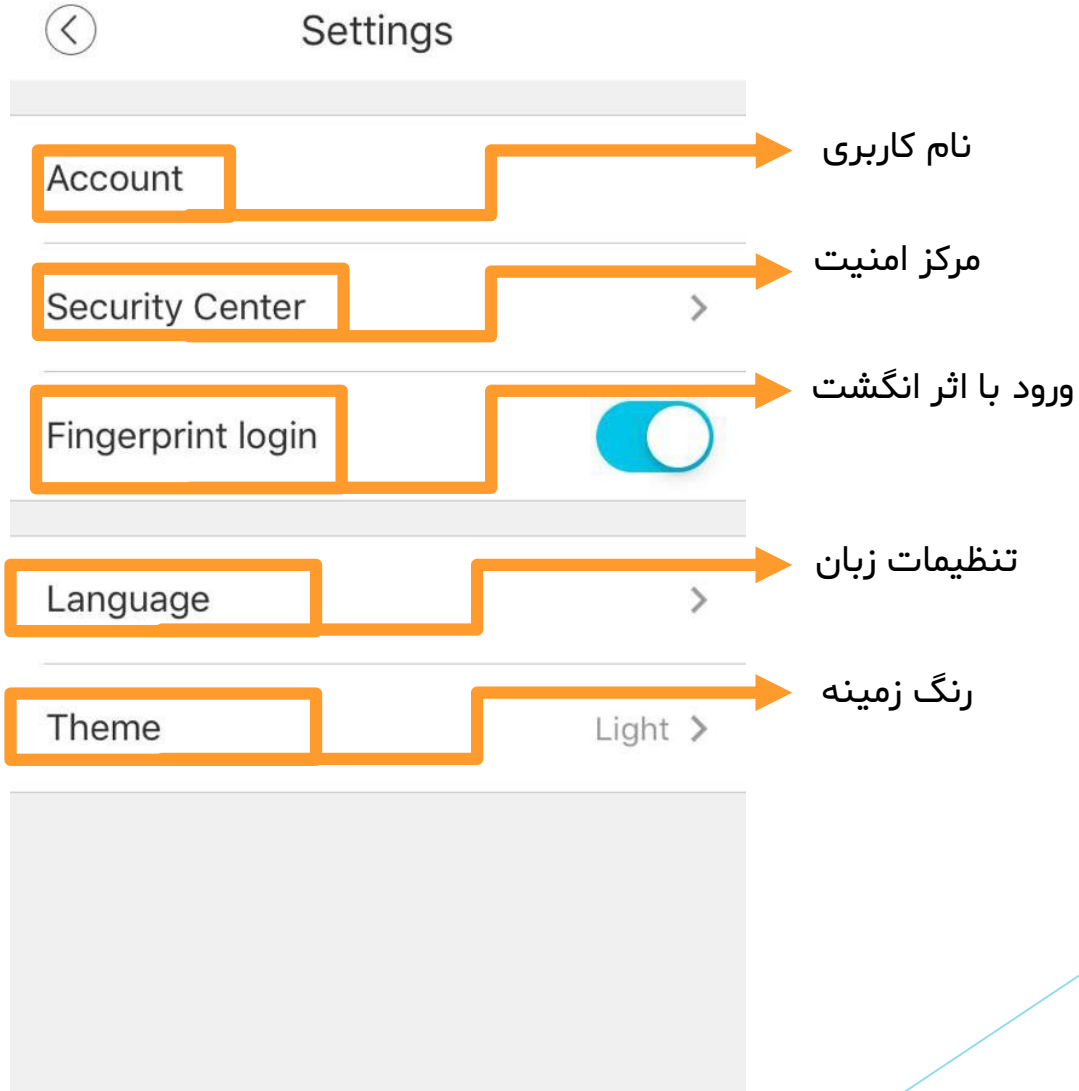 Settings
Account
نام کاربری
Security Center
مرکز امنیت
Fingerprint login
ورود با اثر انگشت
Language
تنظیمات زبان
Theme
Light
رنگ زمینه